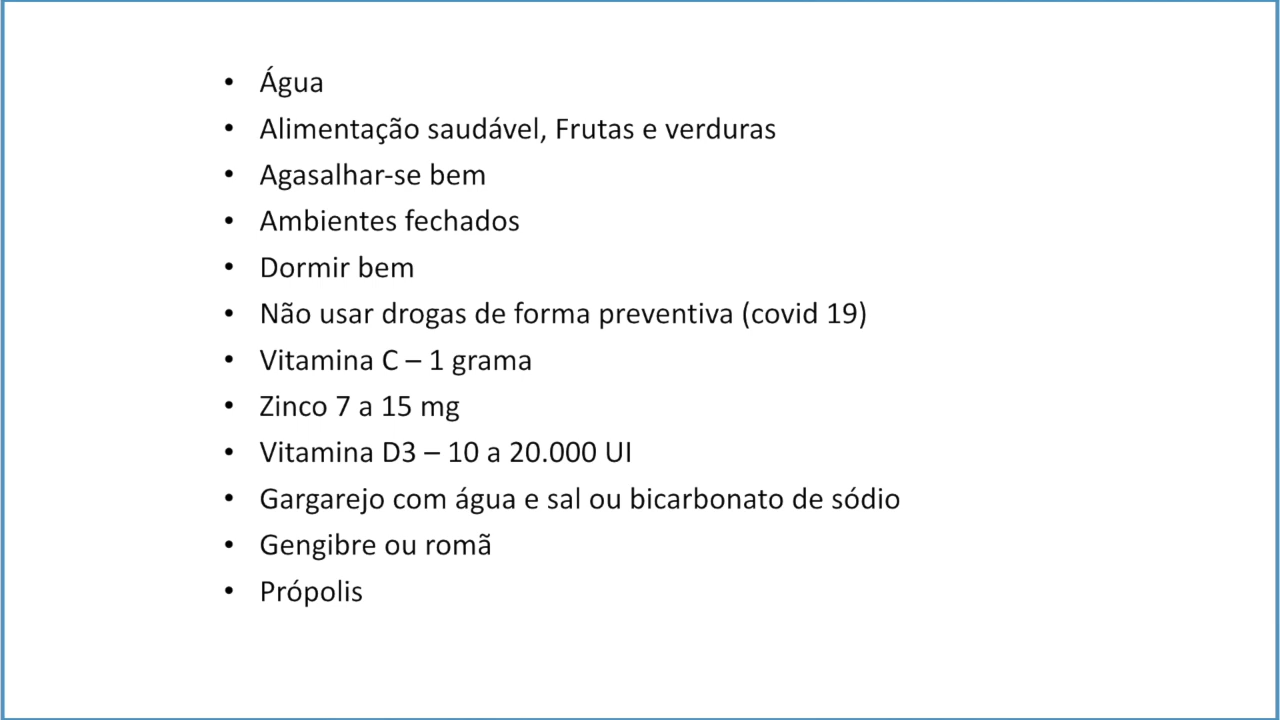 • Água
• Alimentação saudável, Frutas e verduras
• Agasalhar-se bem
• Ambientes fechados
• Dormir bem
• Não usar drogas de forma preventiva (covid 19)
• Vitamina C – 1 grama
• Zinco 7 a 15 mg
• Vitamina D3 – 10 a 20.000 UI
• Gargarejo com água e sal ou bicarbonato de sódio
• Gengibre ou romã
• Própolis